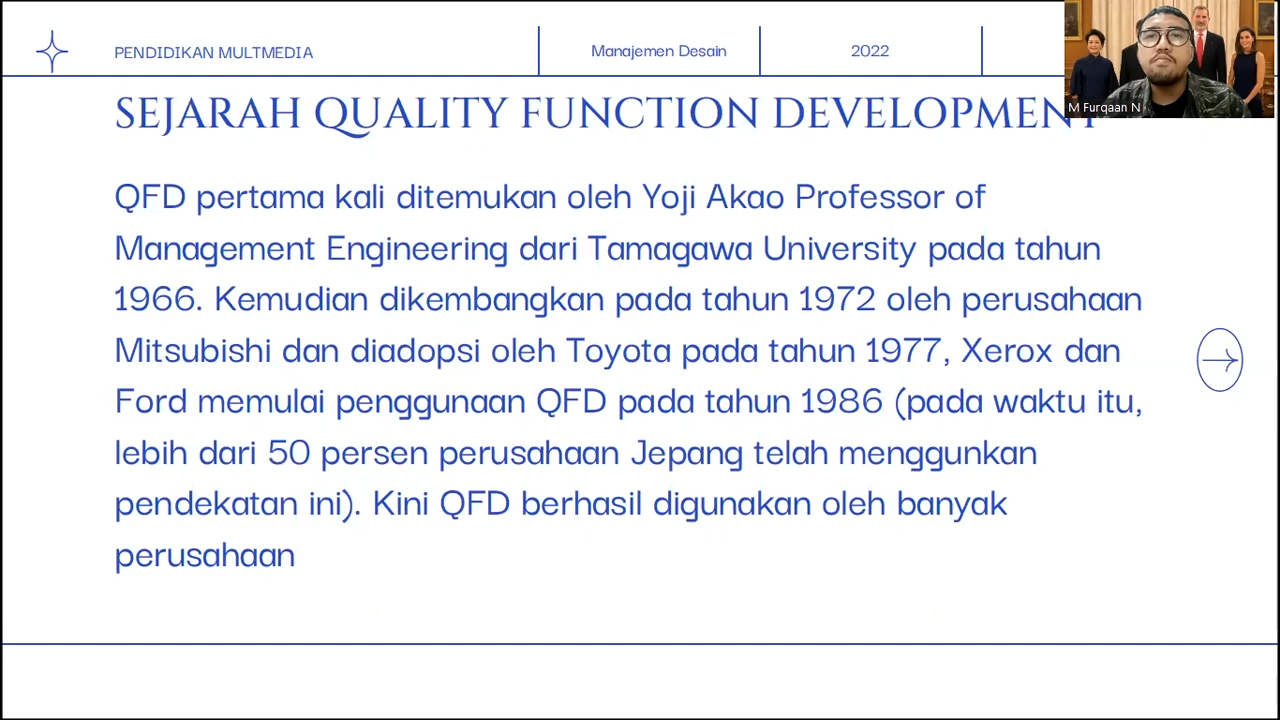 PENDIDIKAN MULTMEDIA
Manajemen Desain
2022
M Furqaan N
SEJARAH QUALITY FUNCTION DEVELOPMENT
QFD pertama kali ditemukan oleh Yoji Akao Professor of
Management Engineering dari Tamagawa University pada tahun
1966. Kemudian dikembangkan pada tahun 1972 oleh perusahaan
Mitsubishi dan diadopsi oleh Toyota pada tahun 1977, Xerox dan
Ford memulai penggunaan QFD pada tahun 1986 (pada waktu itu,
lebih dari 50 persen perusahaan Jepang telah menggunkan
pendekatan ini). Kini QFD berhasil digunakan oleh banyak
perusahaan